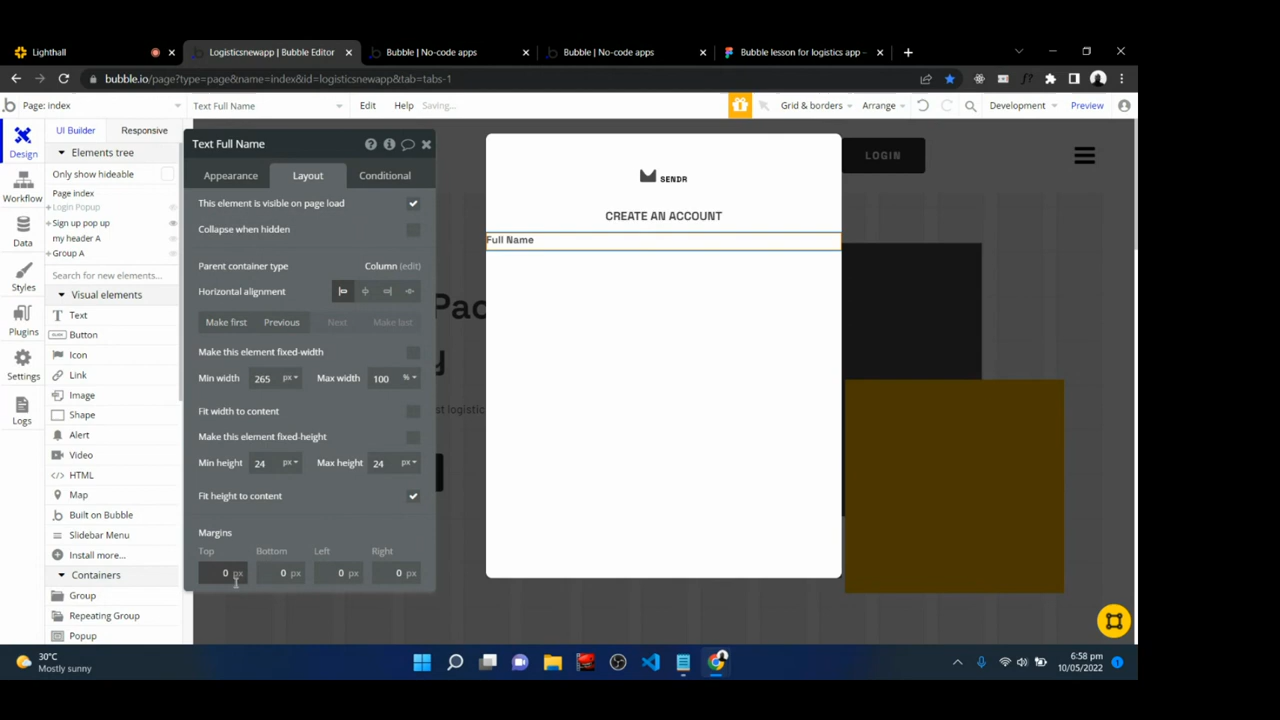 Lighthall
Logisticsnewapp | Bubble Editor
Bubble | No-code apps
Bubble | No-code apps
Bubble lesson for logistics app -
bubble.io/page?type=page&name=index&id=logisticsnewapp&tab=tabs-1
Page: index
Text Full Name
Edit
Help
Saving...
Grid & borders
Arrange
Development
Preview
Design
Workflow
Data
Styles
Plugins
Settings
Logs
UI Builder
Responsive
Elements tree
Only show hideable
Page index
Login Popup
Sign up pop up
my header A
Group A
Search for new elements...
Visual elements
Text
Button
Icon
Link
Image
Shape
Alert
Video
HTML
Map
Built on Bubble
Slidebar Menu
Install more...
Containers
Group
Repeating Group
Popup
Text Full Name
Appearance
Layout
Conditional
This element is visible on page load
Collapse when hidden
Parent container type
Column (edit)
Horizontal alignment
Make first
Previous
Next
Make last
Make this element fixed-width
Min width 265 px
Max width 100 %
Fit width to content
Make this element fixed-height
Min height 24 px
Max height 24 px
Fit height to content
Margins
Top Bottom Left Right
0 px 0 px 0 px 0 px
SENDR
CREATE AN ACCOUNT
Full Name
LOGIN
Pac
y
st logistic
30°C
Mostly sunny
6:58 pm
10/05/2022
1